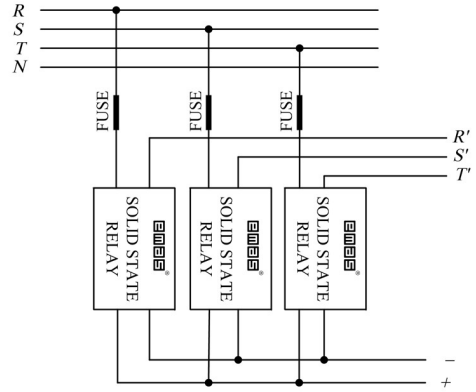 R
S
T
N
FUSE
FUSE
FUSE
R'
S'
T'
SOLID STATE
RELAY
SOLID STATE
RELAY
SOLID STATE
RELAY
−
+